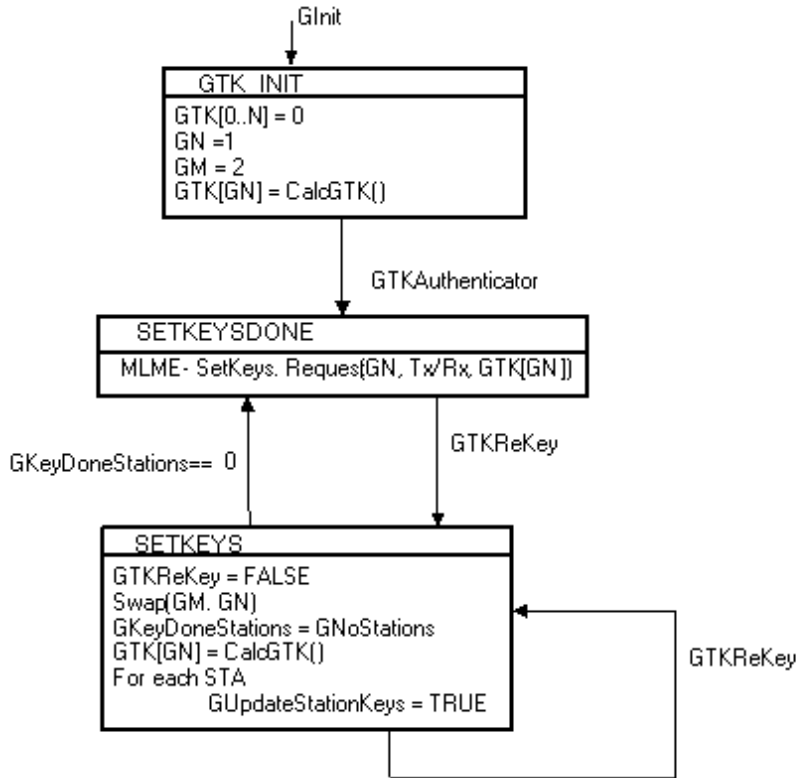 GInit
GTK INIT
GTK[0..N] = 0
GN =1
GM = 2
GTK[GN] = CalcGTK()
GTKAuthenticator
SETKEYSDONE
MLME- SetKeys. Reques(GN, Tx/Rx, GTK[GN])
GTKReKey
GKeyDoneStations== 0
SETKEYS
GTKReKey = FALSE
Swap(GM. GN)
GKeyDoneStations = GNoStations
GTK[GN] = CalcGTK()
For each STA
GUpdateStationKeys = TRUE
GTKReKey